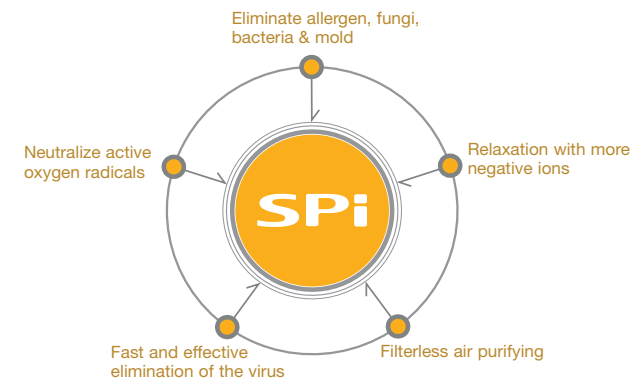 Eliminate allergen, fungi,
bacteria & mold
Neutralize active
oxygen radicals
Relaxation with more
negative ions
SPi
Fast and effective
elimination of the virus
Filterless air purifying